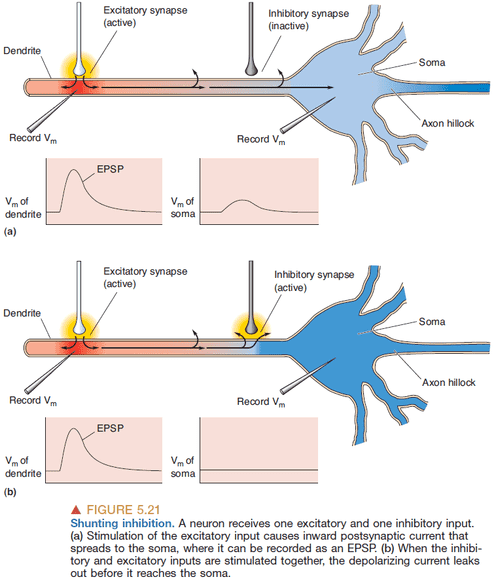 Excitatory synapse
(active)
Inhibitory synapse
(inactive)
Dendrite
Soma
Axon hillock
Record Vm
Record Vm
EPSP
Vm of
dendrite
Vm of
soma
(a)
Excitatory synapse
(active)
Inhibitory synapse
(active)
Dendrite
Soma
Axon hillock
Record Vm
Record Vm
EPSP
Vm of
dendrite
Vm of
soma
(b)
▲ FIGURE 5.21
Shunting inhibition. A neuron receives one excitatory and one inhibitory input.
(a) Stimulation of the excitatory input causes inward postsynaptic current that
spreads to the soma, where it can be recorded as an EPSP. (b) When the inhibi-
tory and excitatory inputs are stimulated together, the depolarizing current leaks
out before it reaches the soma.